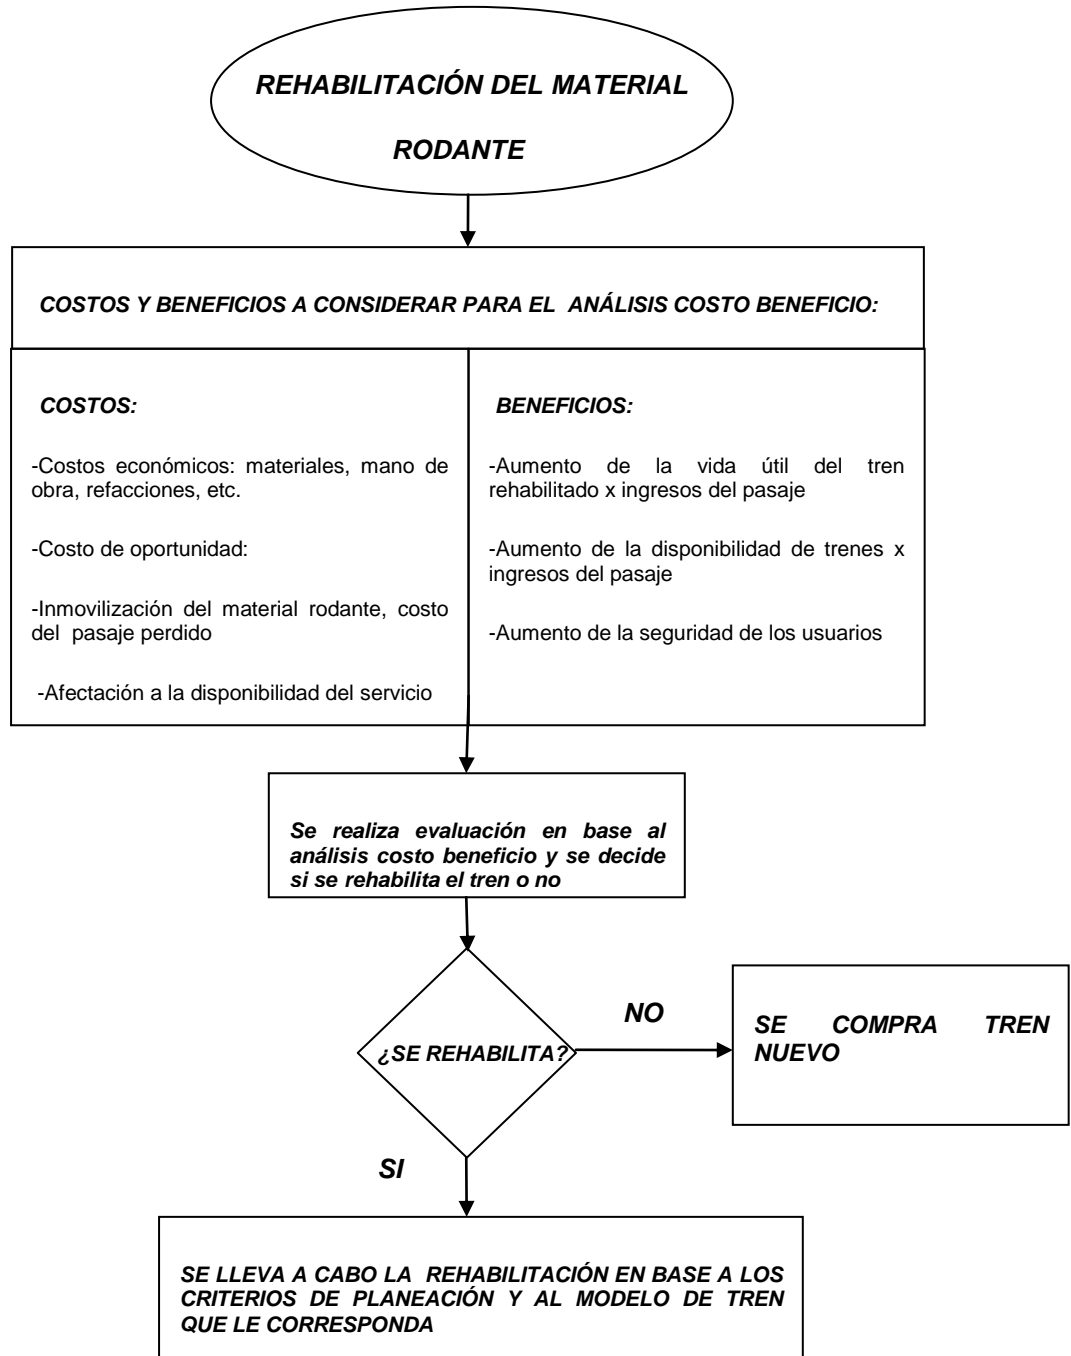 REHABILITACIÓN DEL MATERIAL
RODANTE
COSTOS Y BENEFICIOS A CONSIDERAR PARA EL ANÁLISIS COSTO BENEFICIO:
COSTOS:
-Costos económicos: materiales, mano de
obra, refacciones, etc.
-Costo de oportunidad:
-Inmovilización del material rodante, costo
del pasaje perdido
-Afectación a la disponibilidad del servicio
BENEFICIOS:
-Aumento de la vida útil del tren
rehabilitado x ingresos del pasaje
-Aumento de la disponibilidad de trenes x
ingresos del pasaje
-Aumento de la seguridad de los usuarios
Se realiza evaluación en base al
análisis costo beneficio y se decide
si se rehabilita el tren o no
¿SE REHABILITA?
NO
SE COMPRA TREN
NUEVO
SI
SE LLEVA A CABO LA REHABILITACIÓN EN BASE A LOS
CRITERIOS DE PLANEACIÓN Y AL MODELO DE TREN
QUE LE CORRESPONDA